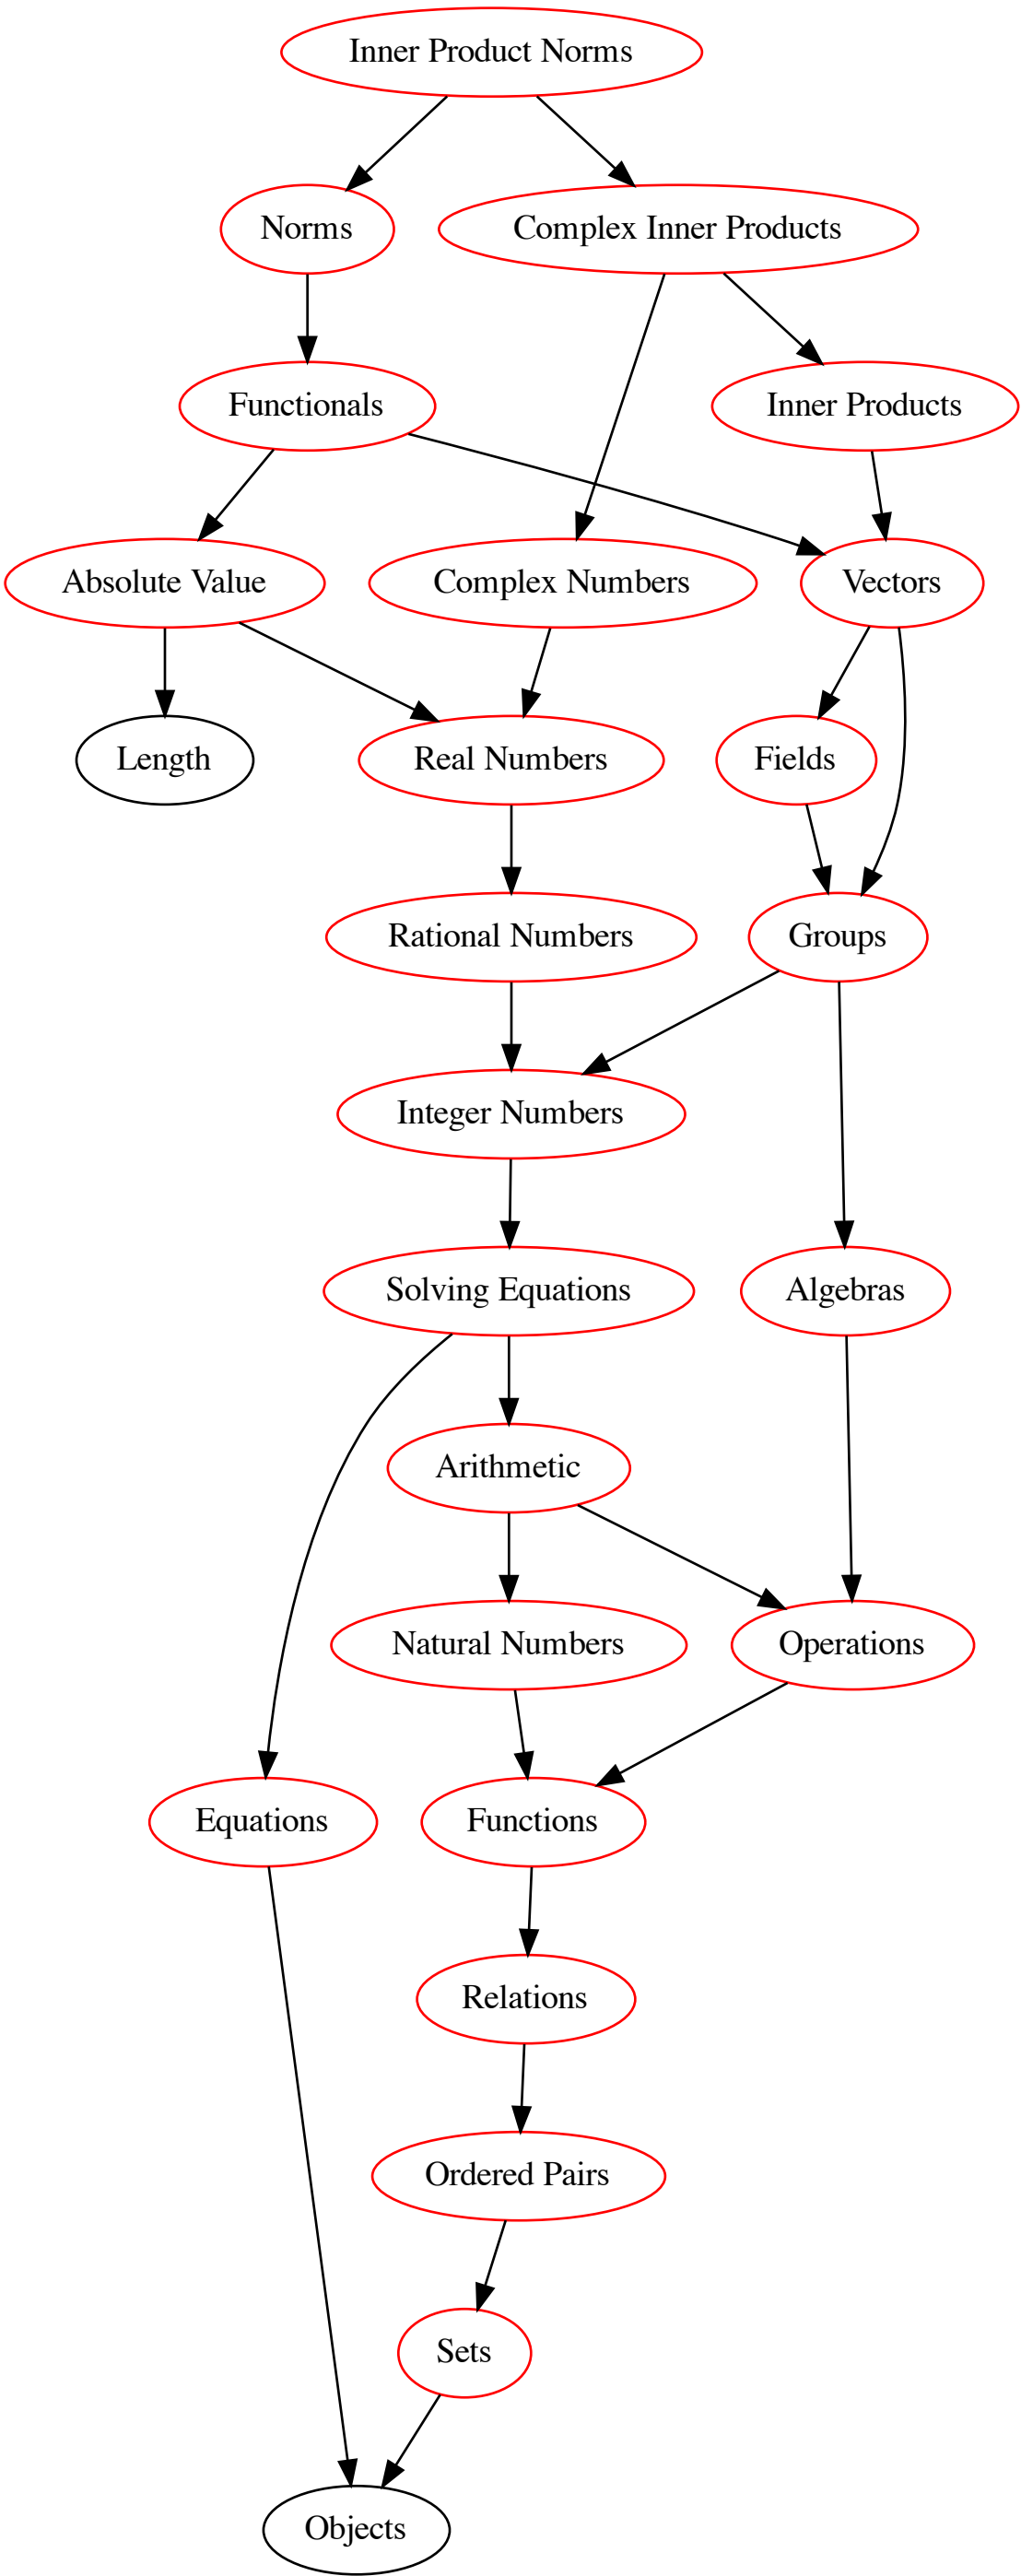 Inner Product Norms
Norms
Complex Inner Products
Functionals
Inner Products
Absolute Value
Complex Numbers
Vectors
Length
Real Numbers
Fields
Rational Numbers
Groups
Integer Numbers
Solving Equations
Algebras
Arithmetic
Natural Numbers
Operations
Equations
Functions
Relations
Ordered Pairs
Sets
Objects